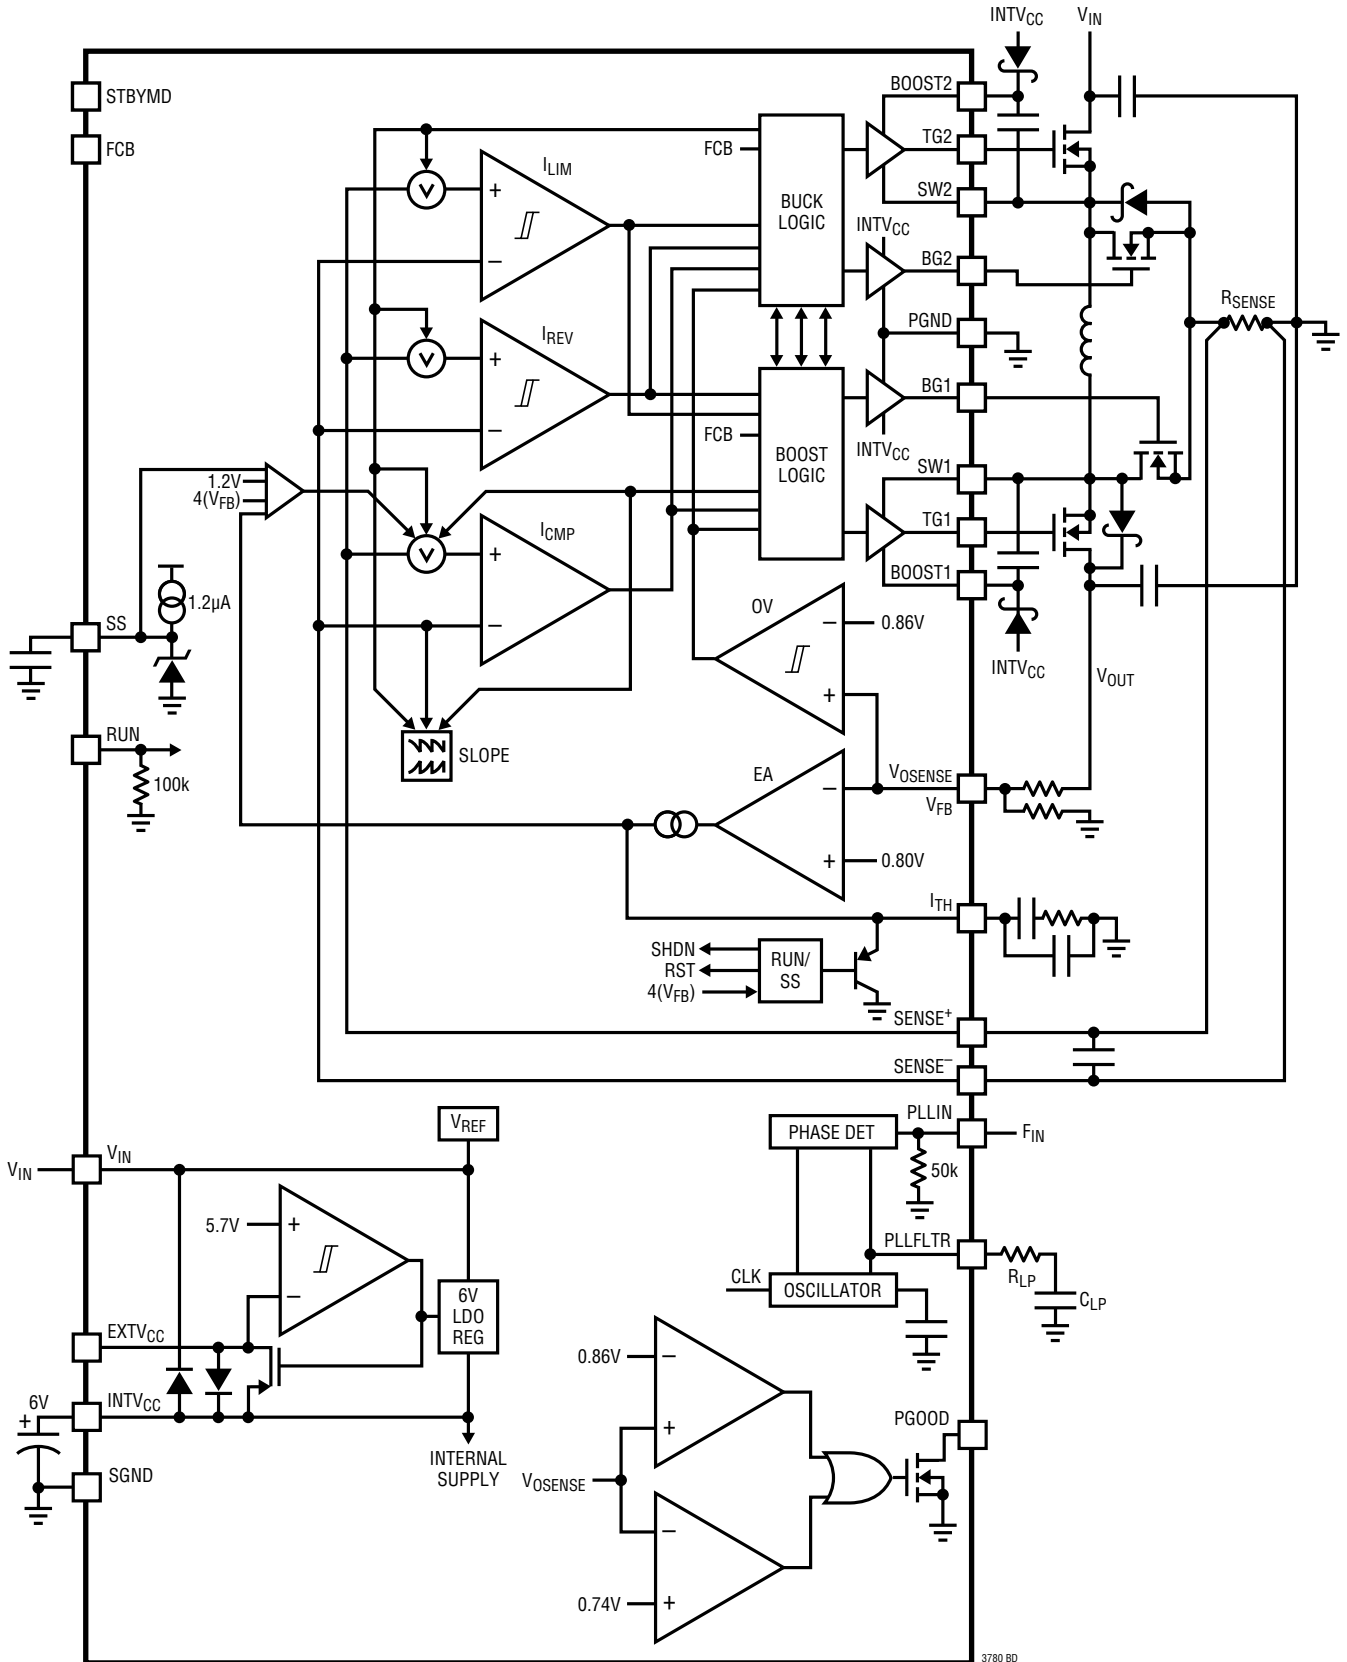 INTVCC
VIN
STBYMD
FCB
BOOST2
TG2
SW2
FCB
BUCK
LOGIC
ILIM
+
–
INTVCC
BG2
PGND
RSENSE
IREV
+
–
BG1
INTVCC
FCB
BOOST
LOGIC
SW1
TG1
BOOST1
1.2V
4(VFB)
ICMP
+
–
1.2µA
SS
OV
–
0.86V
+
INTVCC
VOUT
RUN
100k
SLOPE
EA
–
VOSENSE
VFB
+
0.80V
ITH
SHDN
RST
4(VFB)
RUN/
SS
SENSE+
SENSE–
VREF
PHASE DET
PLLIN
FIN
50k
VIN
VIN
5.7V
+
–
PLLFLTR
RLP
CLP
CLK
OSCILLATOR
6V
LDO
REG
EXTVCC
0.86V
–
+
6V
+
INTVCC
INTERNAL
SUPPLY
PGOOD
SGND
VOSENSE
–
0.74V
+
3780 BD